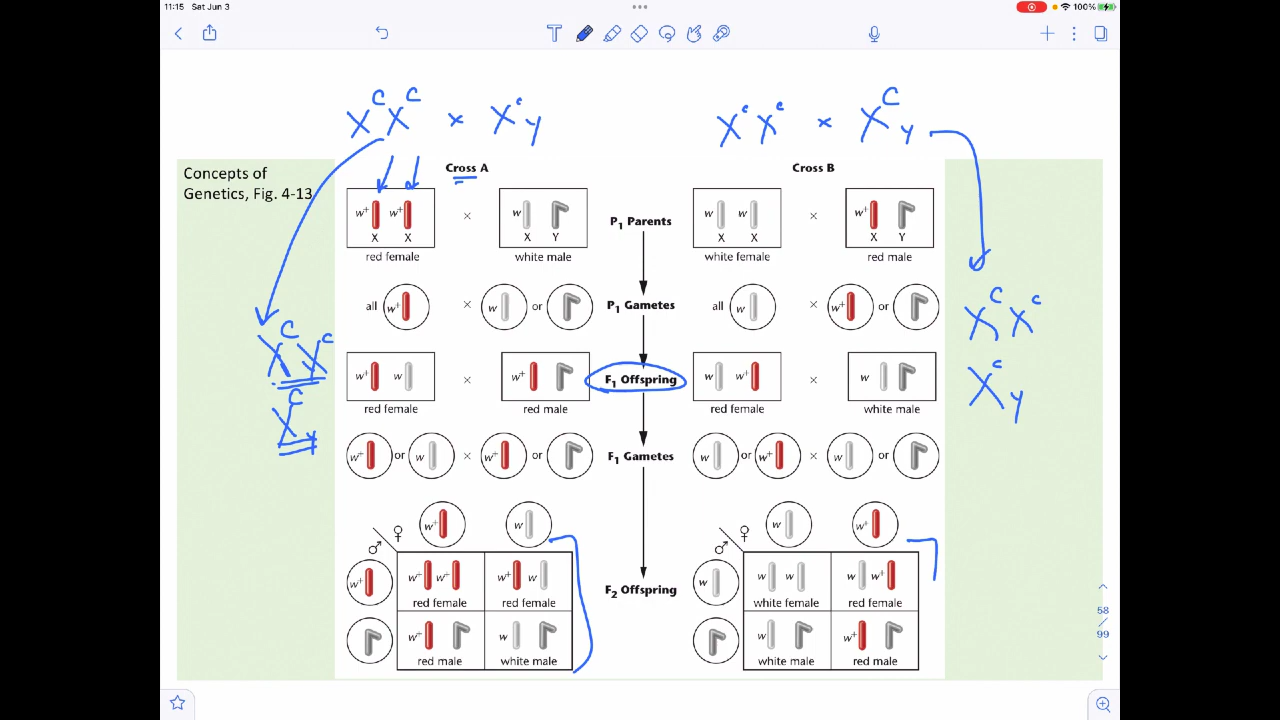 11:15 Sat Jun 3
100%
X^C X^C × X^c Y
X^c X^c × X^C Y
Concepts of
Genetics, Fig. 4-13
Cross A
Cross B
w+ w+ × w
X X X Y
red female white male
P1 Parents
w w × w+
X X X Y
white female red male
all w+ × w or
P1 Gametes
all w × w+ or
X^C X^c
X^C Y
w+ w × w+
red female red male
F1 Offspring
w w+ × w
red female white male
X^C X^c
X^c Y
w+ or w × w+ or
F1 Gametes
w or w+ × w or
♂ ♀ w+ w
w+ w+ w+ w+ w
red female red female
w+ w
red male white male
F2 Offspring
♂ ♀ w w+
w w w w w+
white female red female
w w+
white male red male
58
/
99